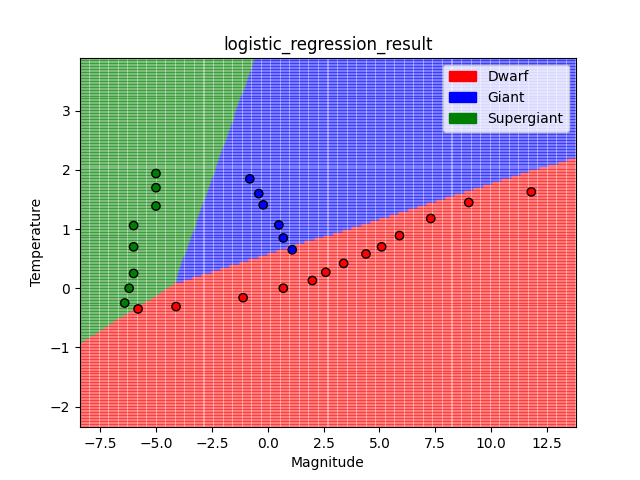 logistic_regression_result
Dwarf
Giant
Supergiant
3
2
1
0
−1
−2
Temperature
−7.5 −5.0 −2.5 0.0 2.5 5.0 7.5 10.0 12.5
Magnitude